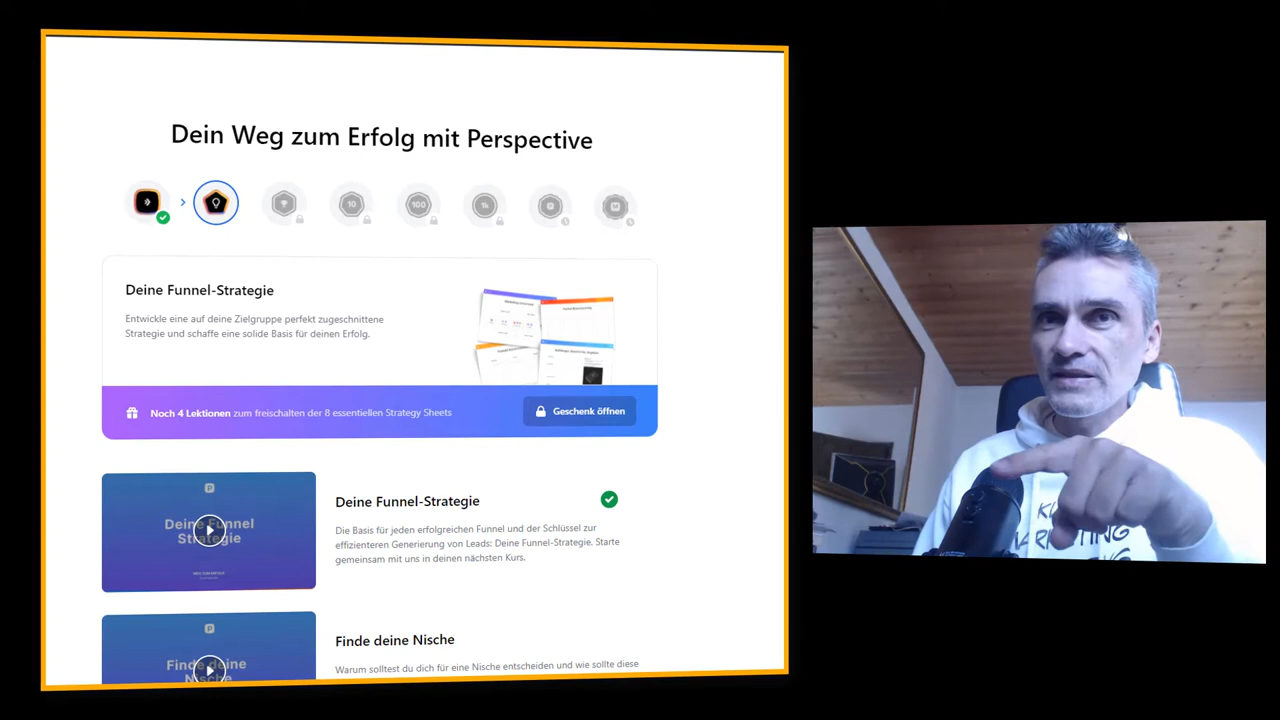 Dein Weg zum Erfolg mit Perspective
10
100
1k
Deine Funnel-Strategie
Entwickle eine auf deine Zielgruppe perfekt zugeschnittene
Strategie und schaffe eine solide Basis für deinen Erfolg.
Noch 4 Lektionen zum freischalten der 8 essentiellen Strategy Sheets
Geschenk öffnen
Deine Funnel
Strategie
Deine Funnel-Strategie
Die Basis für jeden erfolgreichen Funnel und der Schlüssel zur
effizienteren Generierung von Leads: Deine Funnel-Strategie. Starte
gemeinsam mit uns in deinen nächsten Kurs.
Finde deine
Nische
Finde deine Nische
Warum solltest du dich für eine Nische entscheiden und wie sollte diese